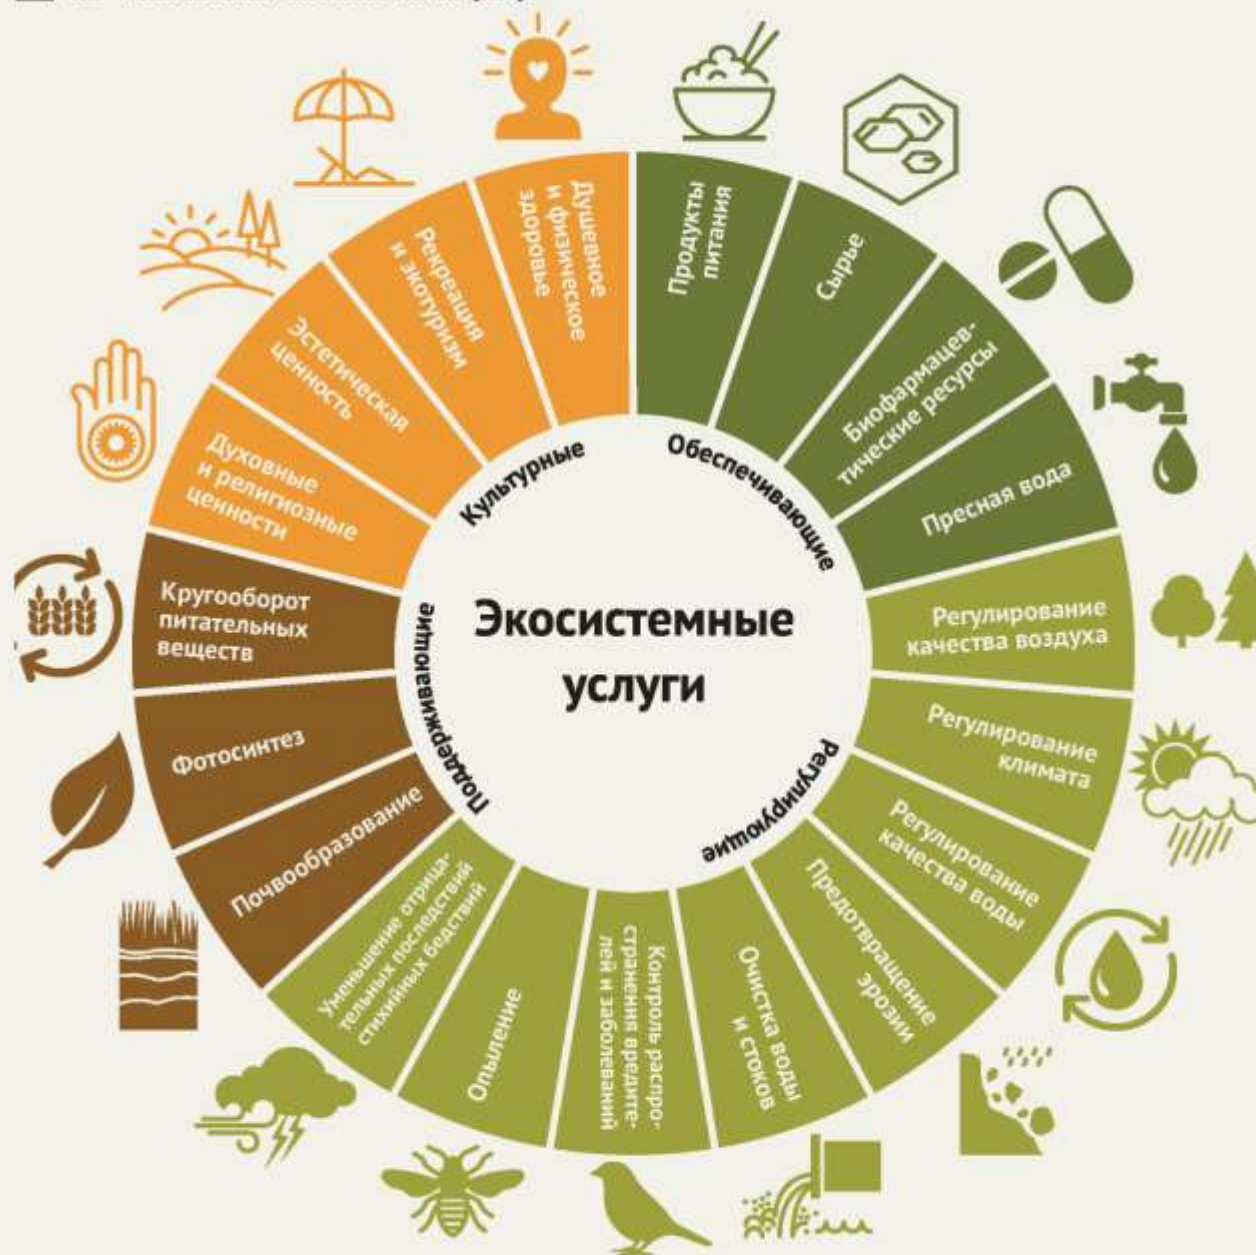 Экосистемные
услуги
Обеспечивающие
Продукты
питания
Сырье
Биофармацев-
тические ресурсы
Пресная вода
Регулирующие
Регулирование
качества воздуха
Регулирование
климата
Регулирование
качества воды
Предотвращение
эрозии
Очистка воды
и стоков
Контроль распро-
странения вредите-
лей и заболеваний
Опыление
Уменьшение отрица-
тельных последствий
стихийных бедствий
Поддерживающие
Почвообразование
Фотосинтез
Кругооборот
питательных
веществ
Культурные
Духовные
и религиозные
ценности
Эстетическая
ценность
Рекреация
и экотуризм
Душевное
и физическое
здоровье